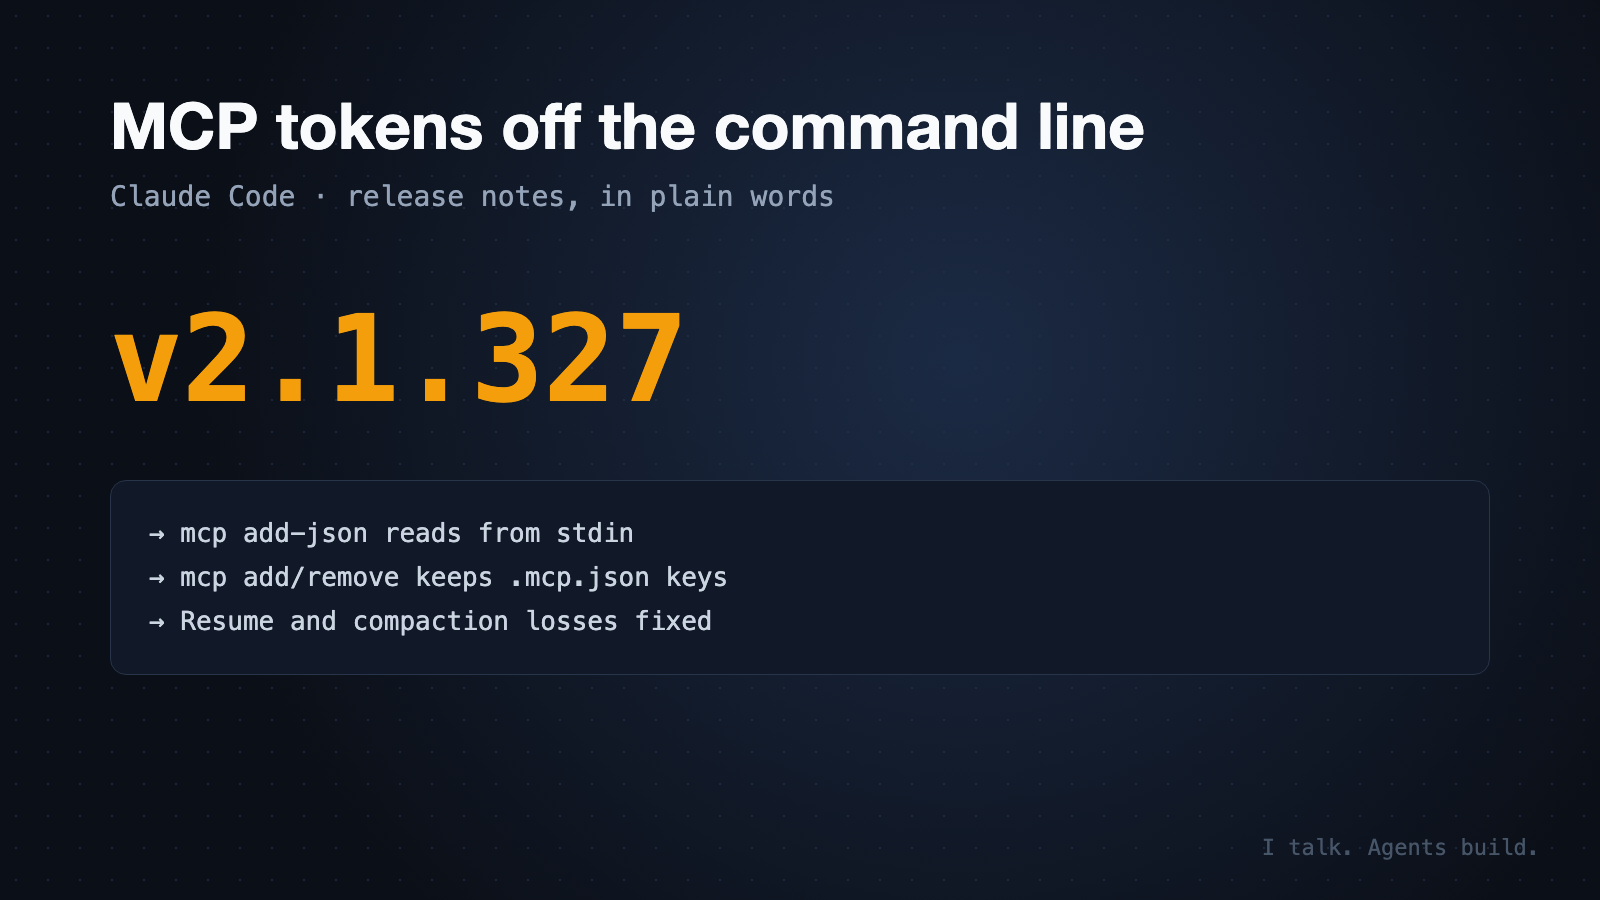 MCP tokens off the command line
Claude Code · release notes, in plain words
v2.1.327
→ mcp add-json reads from stdin
→ mcp add/remove keeps .mcp.json keys
→ Resume and compaction losses fixed
I talk. Agents build.